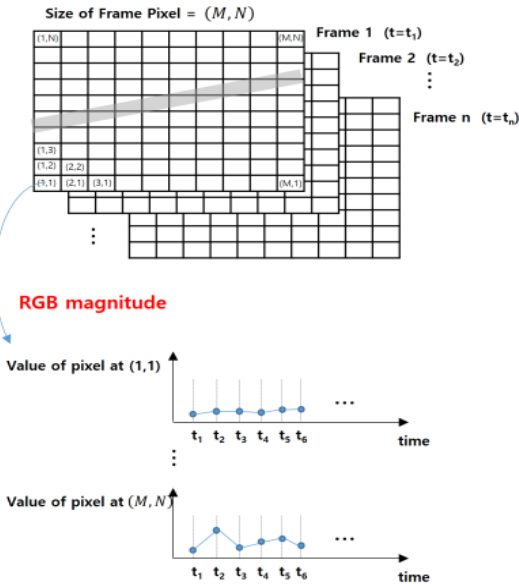 Size of Frame Pixel = (M, N)
Frame 1 (t=t₁)
Frame 2 (t=t₂)
⋮
Frame n (t=tₙ)
(1,N) (M,N)
(1,3)
(1,2) (2,2)
(1,1) (2,1) (3,1) (M,1)
⋮
RGB magnitude
Value of pixel at (1,1)
...
t₁ t₂ t₃ t₄ t₅ t₆
time
⋮
Value of pixel at (M, N)
...
t₁ t₂ t₃ t₄ t₅ t₆
time